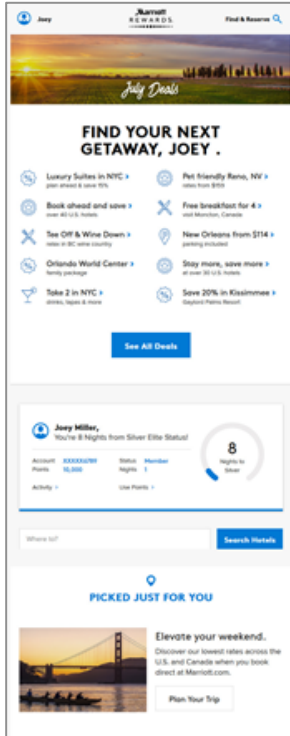 Joey
Marriott
REWARDS
Find & Reserve
July Deals
FIND YOUR NEXT
GETAWAY, JOEY .
Luxury Suites in NYC >
plan ahead & save 15%
Pet friendly Reno, NV >
rates from $159
Book ahead and save >
over 40 U.S. hotels
Free breakfast for 4 >
visit Moncton, Canada
Tee Off & Wine Down >
rates in BC wine country
New Orleans from $114 >
parking included
Orlando World Center >
family package
Stay more, save more >
at over 30 U.S. hotels
Take 2 in NYC >
drinks, tapas & more
Save 20% in Kissimmee >
Gaylord Palms Resort
See All Deals
Joey Miller,
You're 8 Nights from Silver Elite Status!
Account XXXXX6789 Status Member
Points 10,000 Nights 1
Activity > Use Points >
8
Nights to
Silver
Where to?
Search Hotels
PICKED JUST FOR YOU
Elevate your weekend.
Discover our lowest rates across the
U.S. and Canada when you book
direct at Marriott.com.
Plan Your Trip